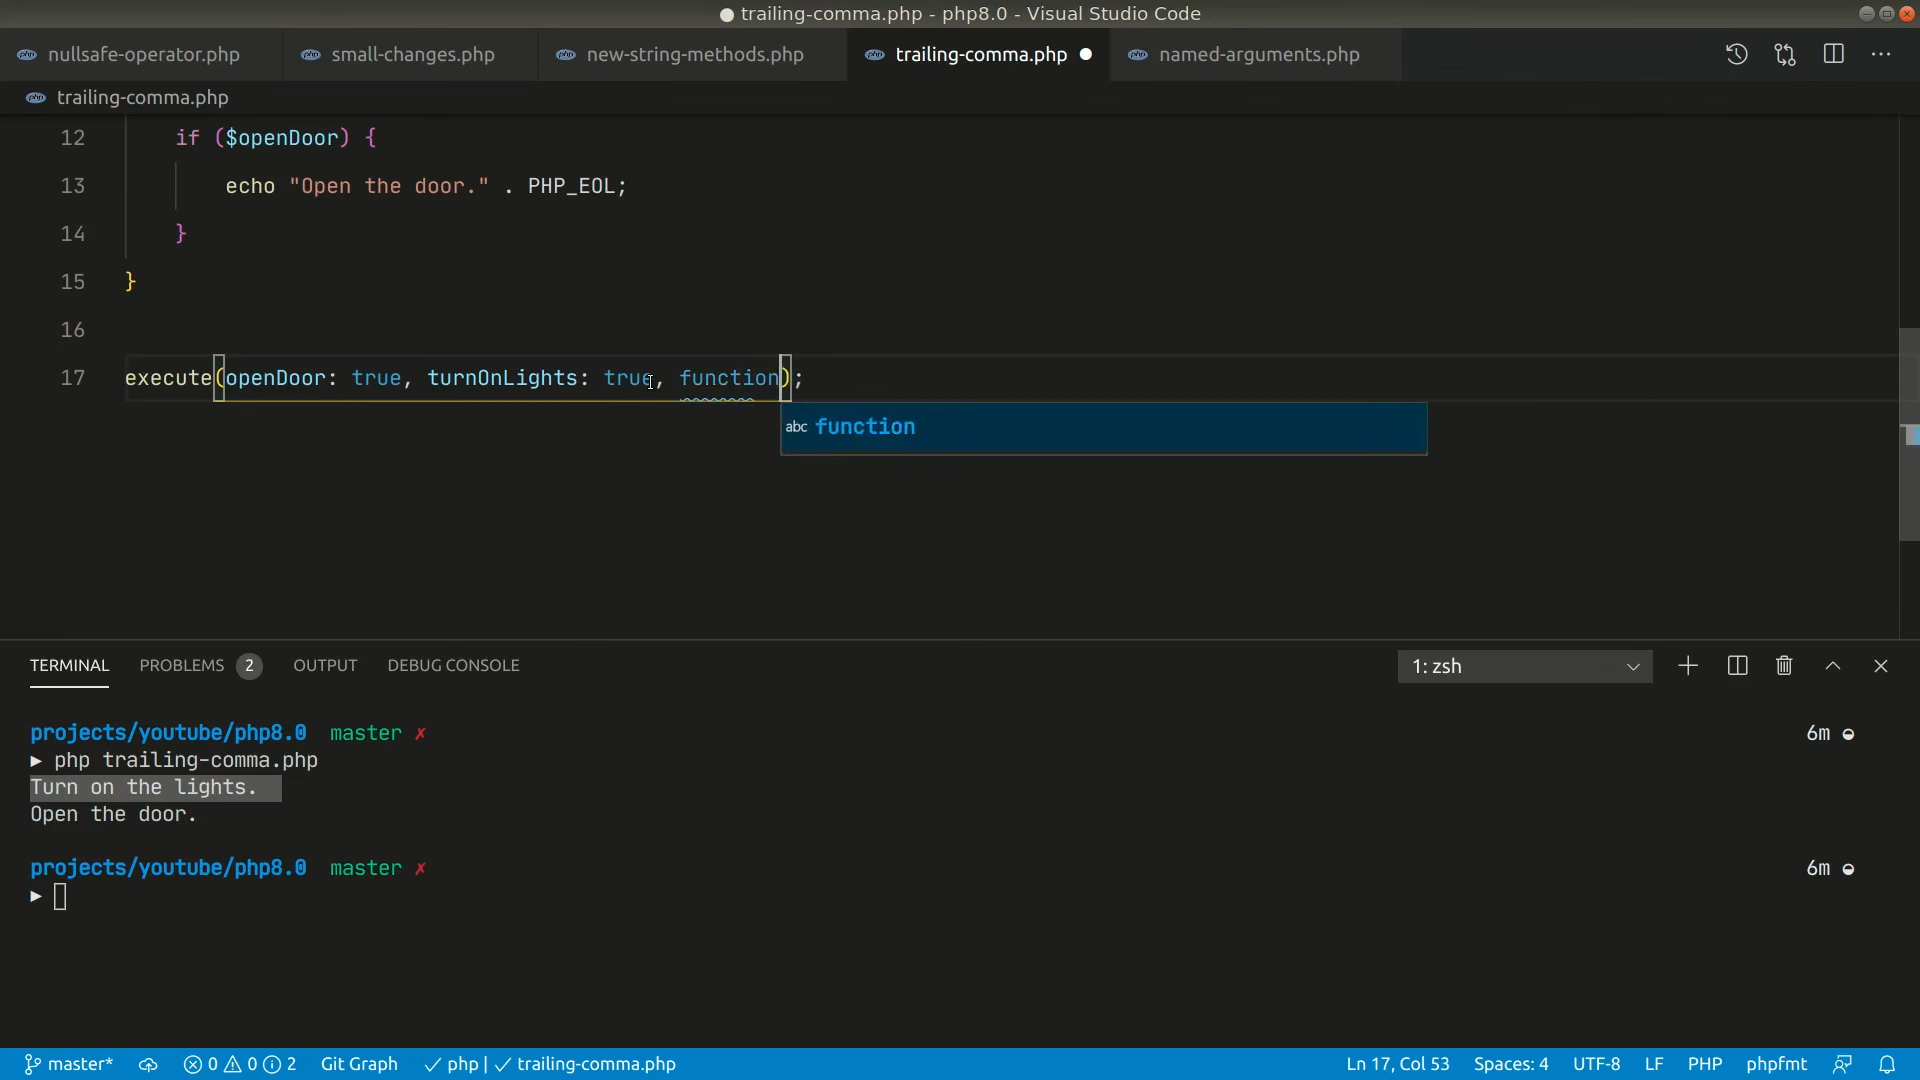 trailing-comma.php - php8.0 - Visual Studio Code
nullsafe-operator.php small-changes.php new-string-methods.php trailing-comma.php named-arguments.php
trailing-comma.php
12 if ($openDoor) {
13 echo "Open the door." . PHP_EOL;
14 }
15 }
16
17 execute(openDoor: true, turnOnLights: true, function);
abc function
TERMINAL PROBLEMS 2 OUTPUT DEBUG CONSOLE 1: zsh
projects/youtube/php8.0 master ✗ 6m
▶ php trailing-comma.php
Turn on the lights.
Open the door.
projects/youtube/php8.0 master ✗ 6m
▶
master* 0 0 2 Git Graph ✓ php | ✓ trailing-comma.php Ln 17, Col 53 Spaces: 4 UTF-8 LF PHP phpfmt